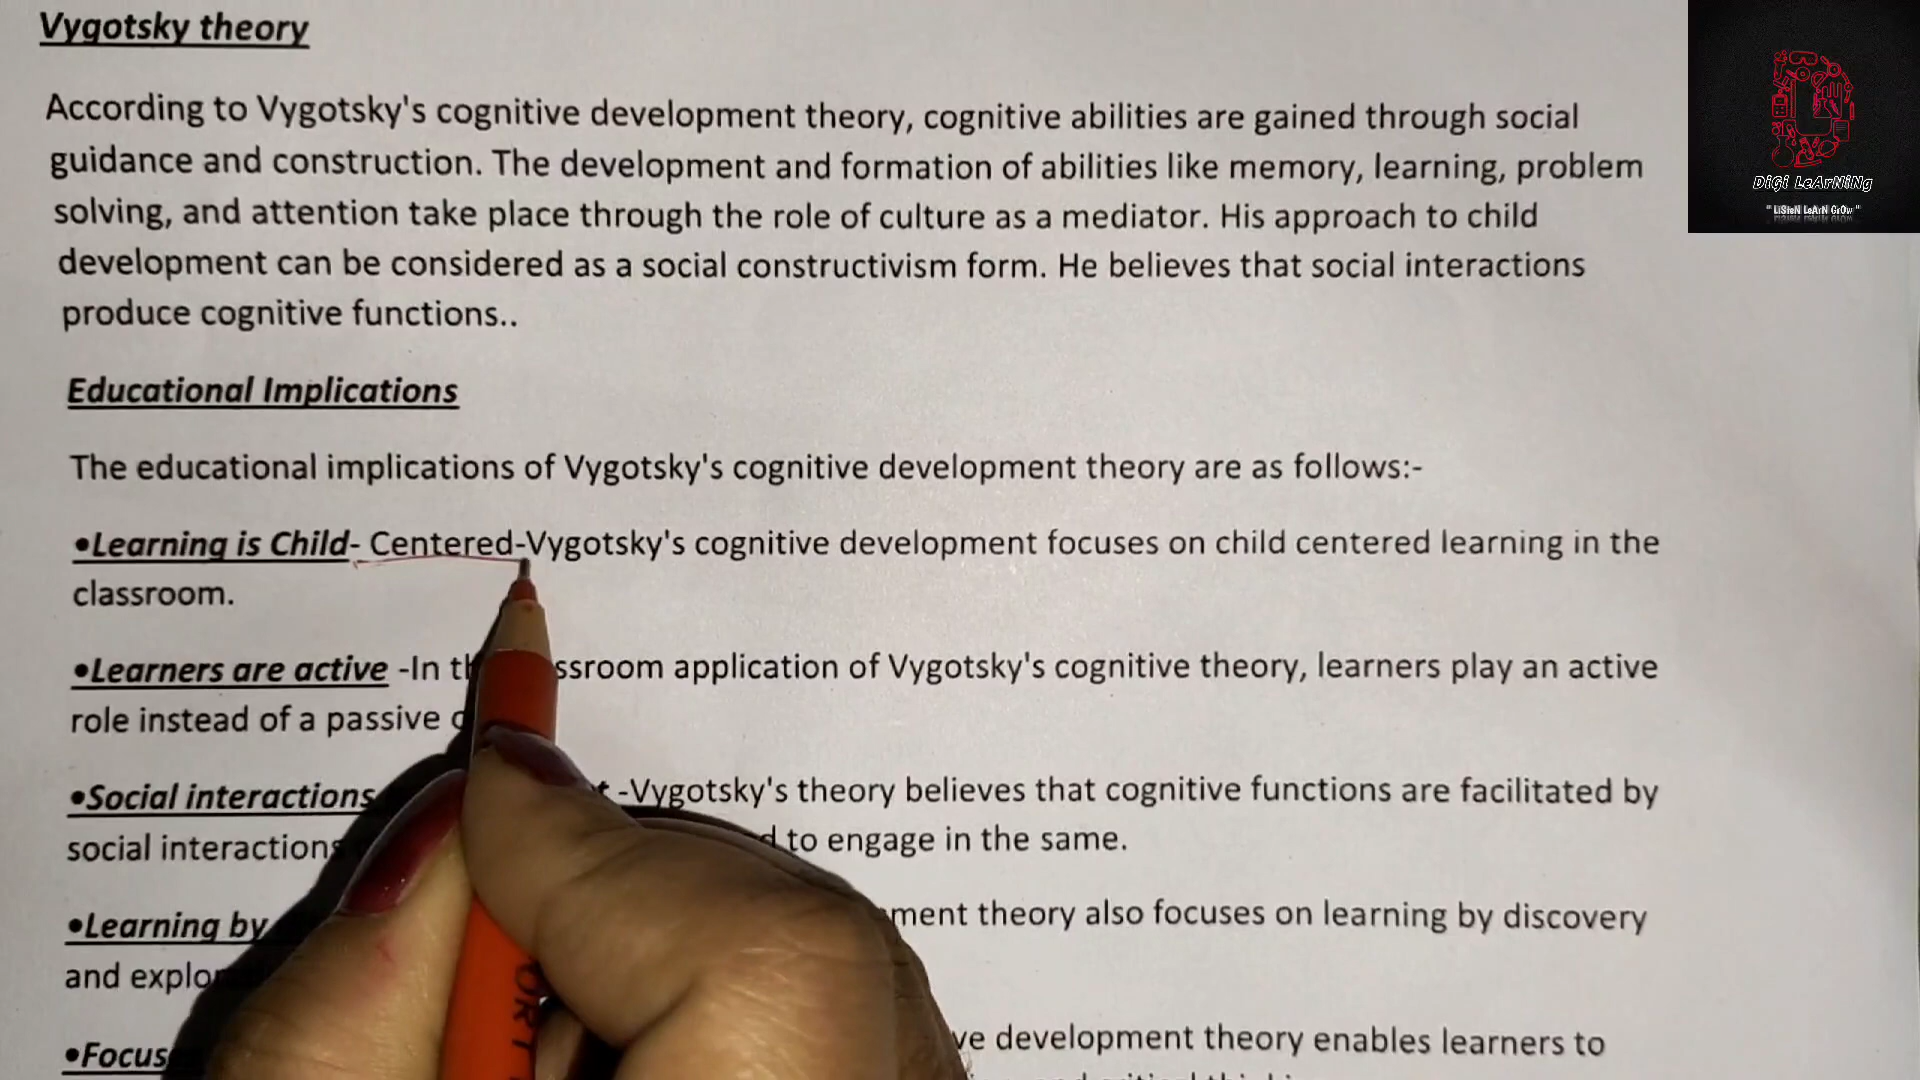 Vygotsky theory
According to Vygotsky's cognitive development theory, cognitive abilities are gained through social
guidance and construction. The development and formation of abilities like memory, learning, problem
solving, and attention take place through the role of culture as a mediator. His approach to child
development can be considered as a social constructivism form. He believes that social interactions
produce cognitive functions..
Educational Implications
The educational implications of Vygotsky's cognitive development theory are as follows:-
•Learning is Child- Centered-Vygotsky's cognitive development focuses on child centered learning in the
classroom.
•Learners are active -In application of Vygotsky's cognitive theory, learners play an active
role instead of a passive
•Social interactions -Vygotsky's theory believes that cognitive functions are facilitated by
social interactions to engage in the same.
•Learning by theory also focuses on learning by discovery
and
development theory enables learners to
DiGi LeArNiNg
" LiSteN LeArN GrOw "